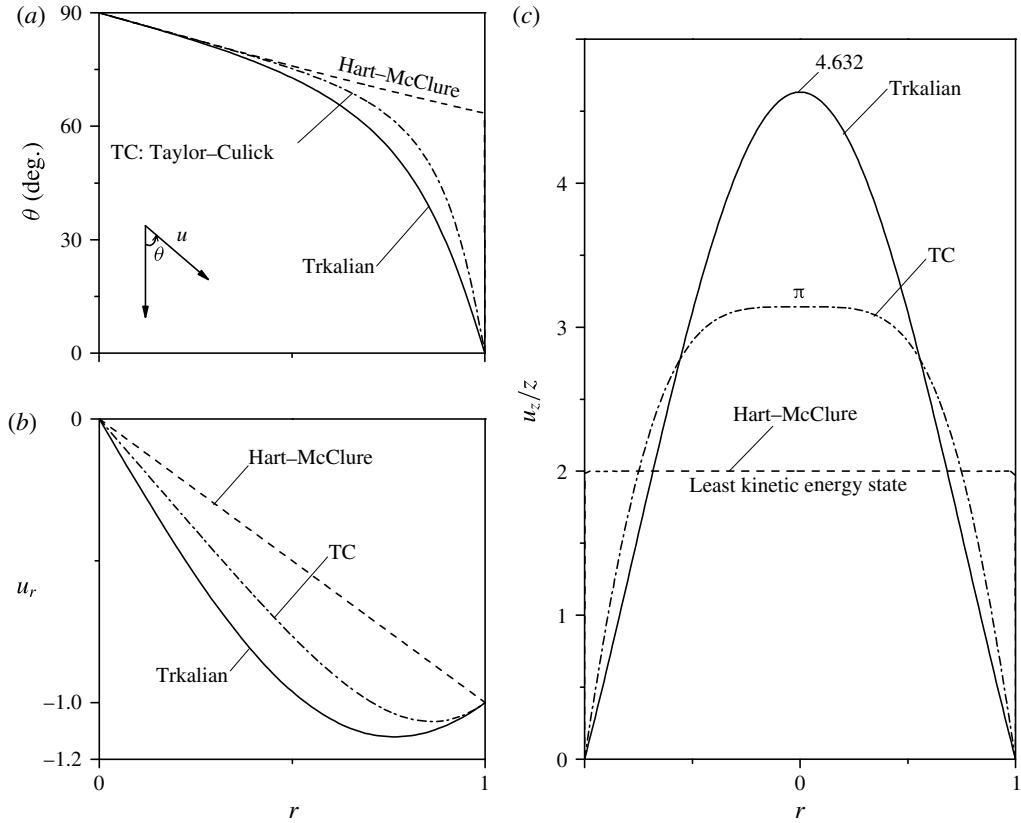 (a)
90
60
30
0
θ (deg.)
Hart–McClure
TC: Taylor–Culick
Trkalian
u
θ
(b)
0
-1.0
-1.2
u_r
Hart–McClure
TC
Trkalian
0
1
r
(c)
4.632
Trkalian
TC
π
Hart–McClure
Least kinetic energy state
4
3
2
1
0
u_z/z
0
1
r